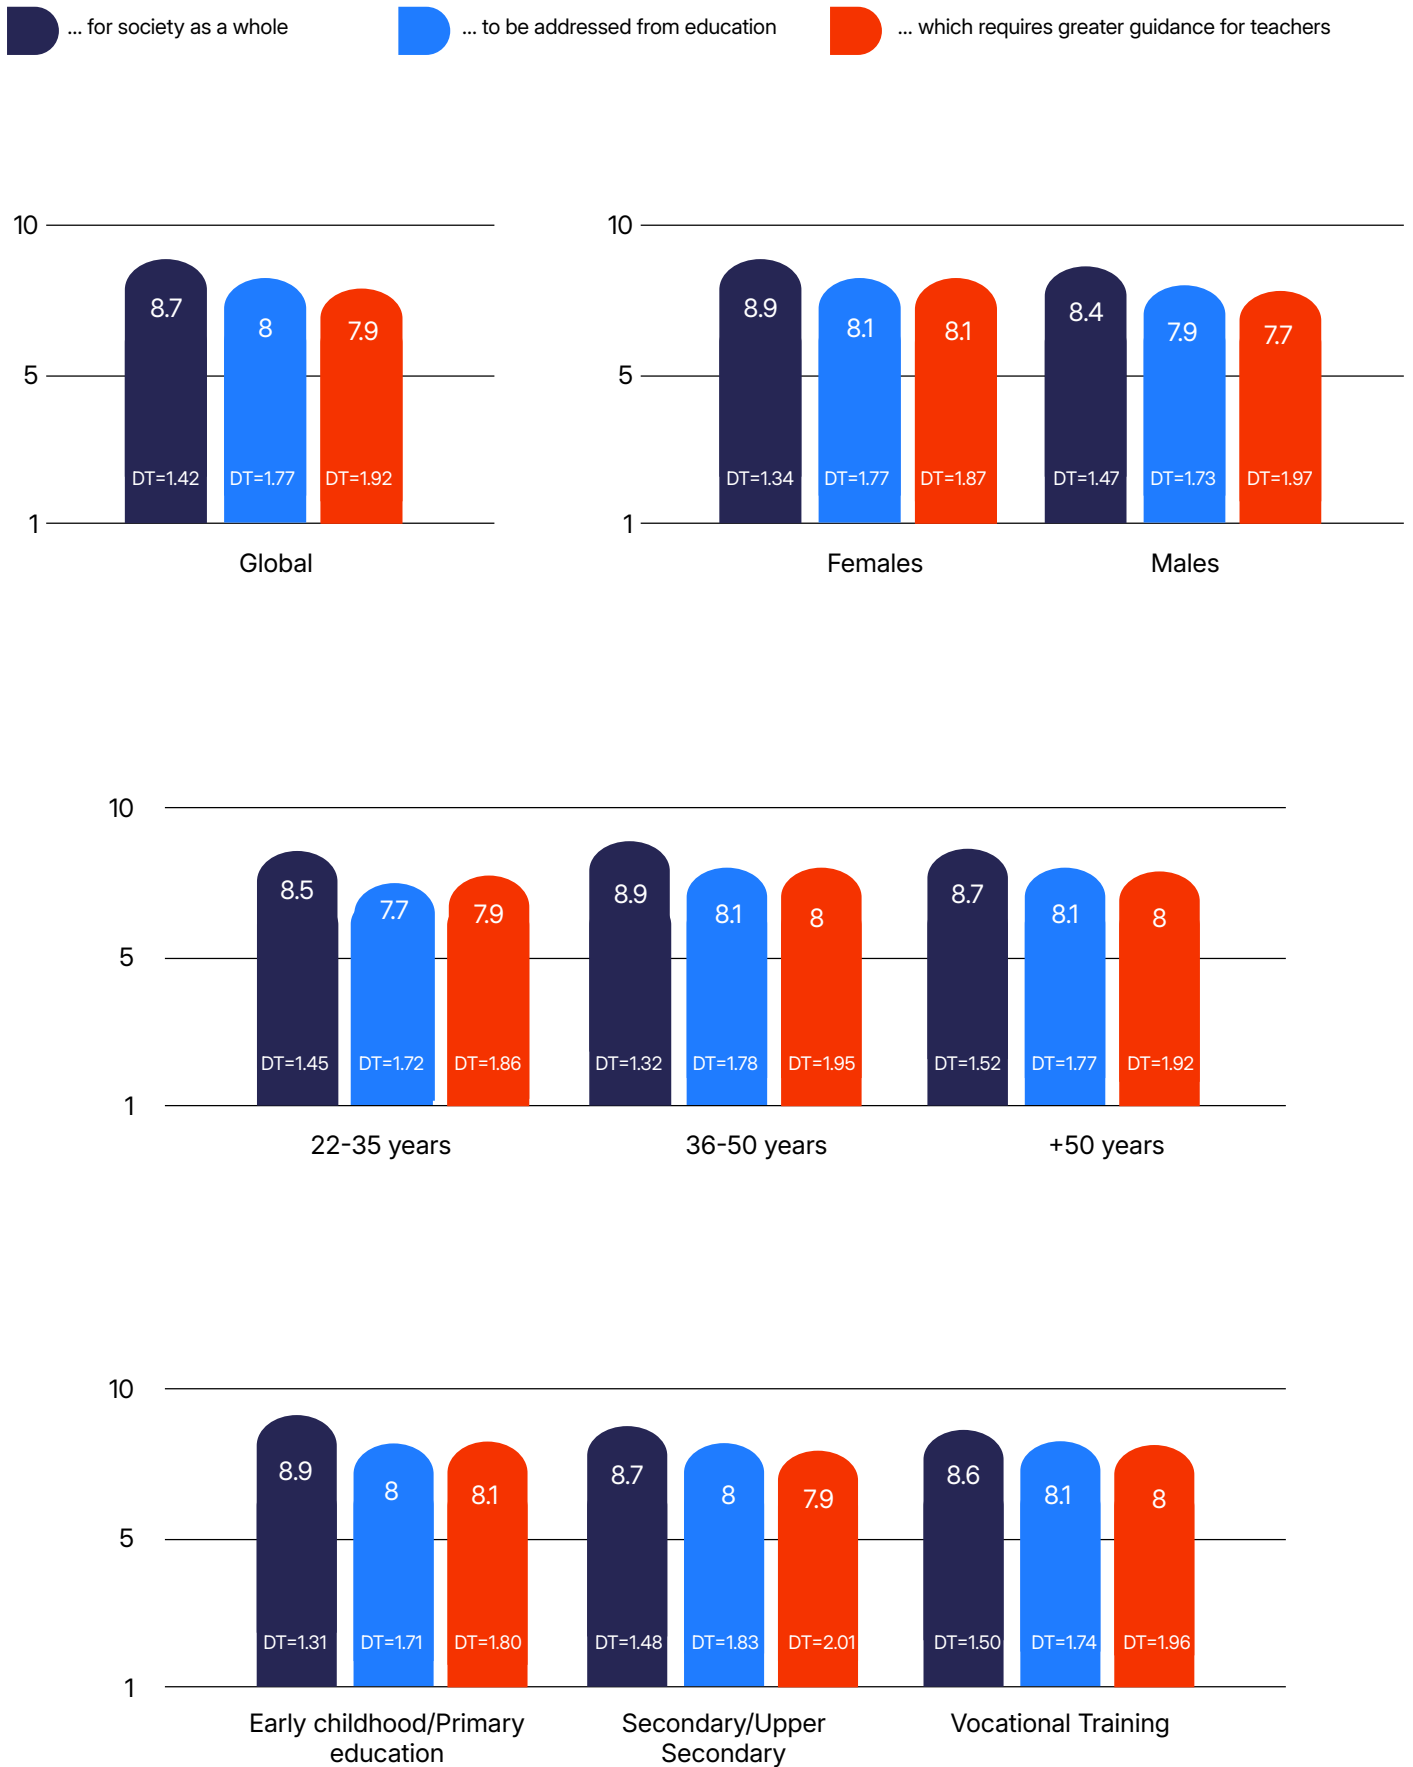 ... for society as a whole
... to be addressed from education
... which requires greater guidance for teachers
10
5
1
8.7
8
7.9
DT=1.42
DT=1.77
DT=1.92
Global
10
5
1
8.9
8.1
8.1
DT=1.34
DT=1.77
DT=1.87
Females
8.4
7.9
7.7
DT=1.47
DT=1.73
DT=1.97
Males
10
5
1
8.5
7.7
7.9
DT=1.45
DT=1.72
DT=1.86
22-35 years
8.9
8.1
8
DT=1.32
DT=1.78
DT=1.95
36-50 years
8.7
8.1
8
DT=1.52
DT=1.77
DT=1.92
+50 years
10
5
1
8.9
8
8.1
DT=1.31
DT=1.71
DT=1.80
Early childhood/Primary
education
8.7
8
7.9
DT=1.48
DT=1.83
DT=2.01
Secondary/Upper
Secondary
8.6
8.1
8
DT=1.50
DT=1.74
DT=1.96
Vocational Training